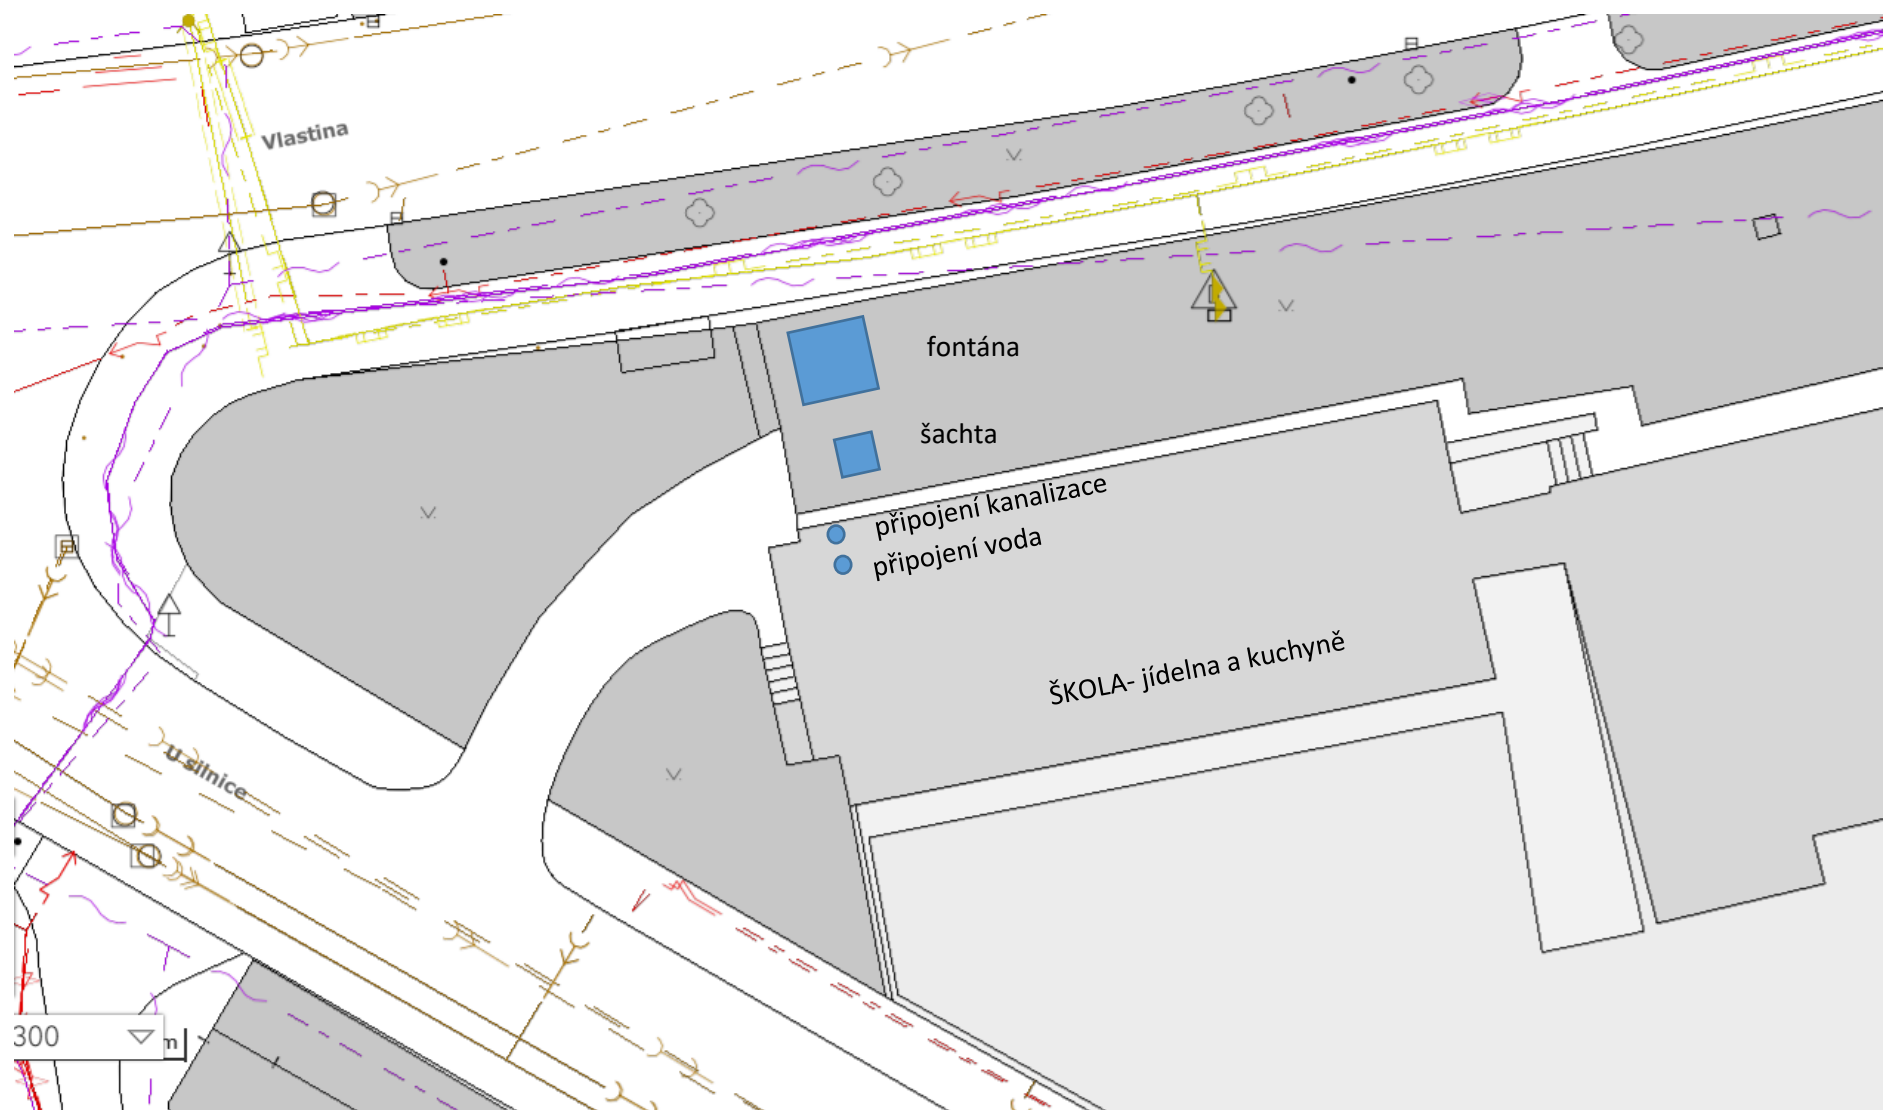 Vlastina
fontána
šachta
připojení kanalizace
připojení voda
ŠKOLA- jídelna a kuchyně
U silnice
300
m